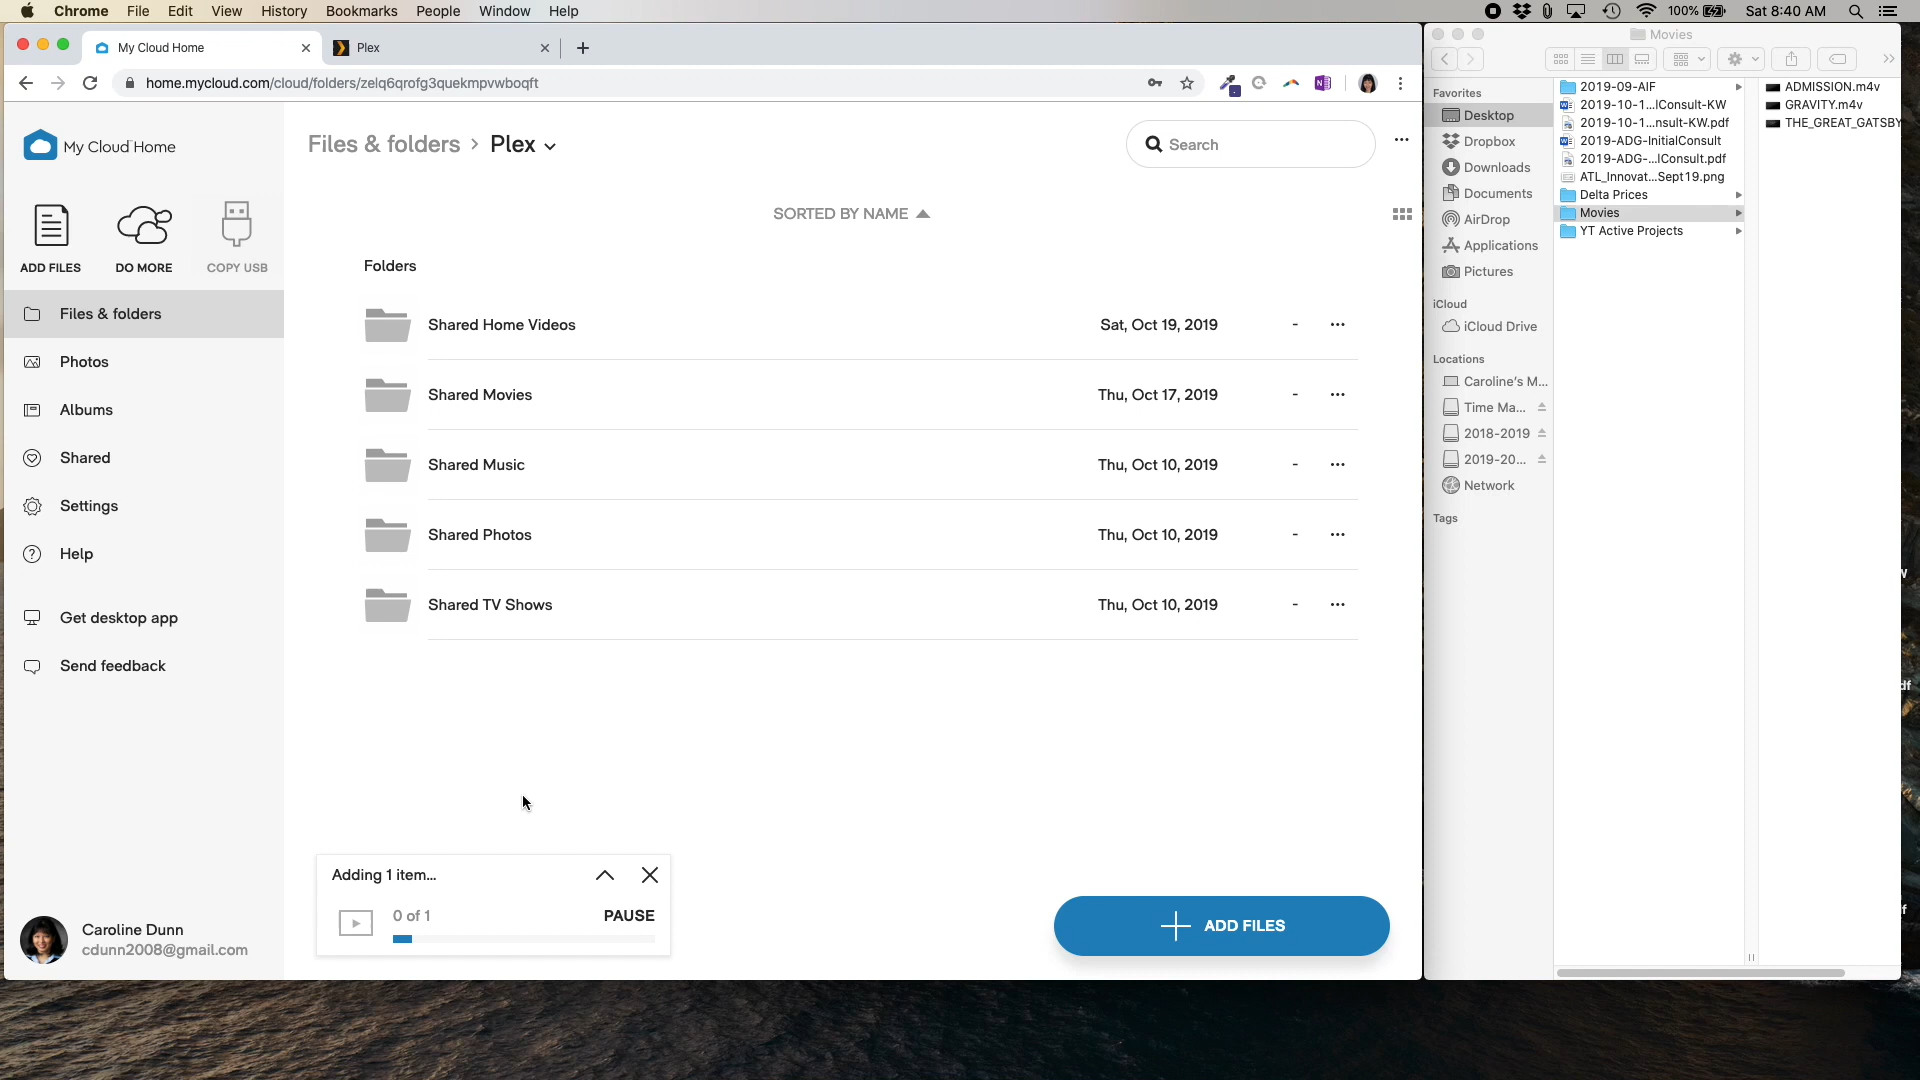 Chrome File Edit View History Bookmarks People Window Help 100% Sat 8:40 AM
My Cloud Home Plex
home.mycloud.com/cloud/folders/zelq6qrofg3quekmpvwboqft
My Cloud Home
ADD FILES DO MORE COPY USB
Files & folders
Photos
Albums
Shared
Settings
Help
Get desktop app
Send feedback
Caroline Dunn
cdunn2008@gmail.com
Files & folders > Plex
Search
SORTED BY NAME
Folders
Shared Home Videos Sat, Oct 19, 2019 -
Shared Movies Thu, Oct 17, 2019 -
Shared Music Thu, Oct 10, 2019 -
Shared Photos Thu, Oct 10, 2019 -
Shared TV Shows Thu, Oct 10, 2019 -
Adding 1 item...
0 of 1 PAUSE
ADD FILES
Movies
Favorites
Desktop
Dropbox
Downloads
Documents
AirDrop
Applications
Pictures
iCloud
iCloud Drive
Locations
Caroline's M...
Time Ma...
2018-2019
2019-20...
Network
Tags
2019-09-AIF
2019-10-1...IConsult-KW
2019-10-1...nsult-KW.pdf
2019-ADG-InitialConsult
2019-ADG-...IConsult.pdf
ATL_Innovat...Sept19.png
Delta Prices
Movies
YT Active Projects
ADMISSION.m4v
GRAVITY.m4v
THE_GREAT_GATSBY